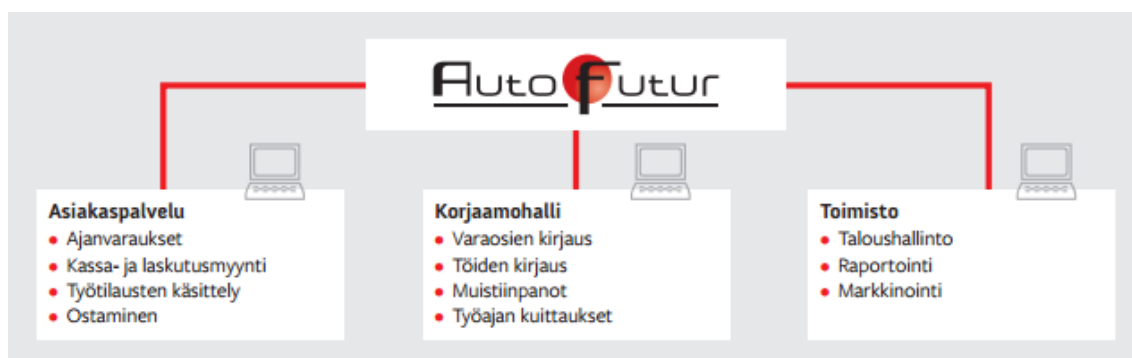 AutoFutur
Asiakaspalvelu
• Ajanvaraukset
• Kassa- ja laskutusmyynti
• Työtilausten käsittely
• Ostaminen
Korjaamohalli
• Varaosien kirjaus
• Töiden kirjaus
• Muistiinpanot
• Työajan kuittaukset
Toimisto
• Taloushallinto
• Raportointi
• Markkinointi